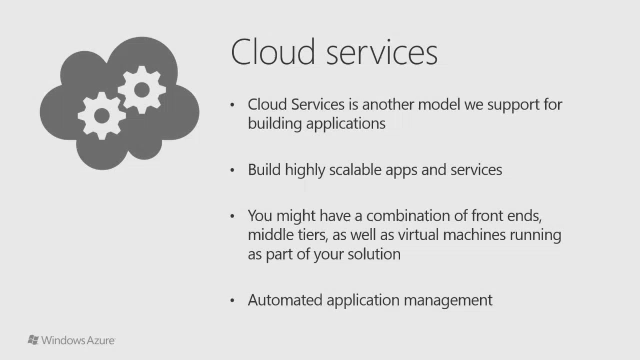 Cloud services
• Cloud Services is another model we support for
building applications
• Build highly scalable apps and services
• You might have a combination of front ends,
middle tiers, as well as virtual machines running
as part of your solution
• Automated application management
Windows Azure